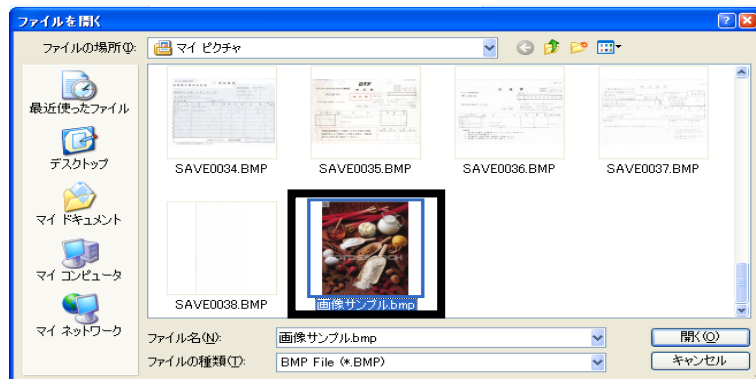 ファイルを開く
ファイルの場所(I):
マイ ピクチャ
最近使ったファイル
デスクトップ
マイ ドキュメント
マイ コンピュータ
マイ ネットワーク
DTF
SAVE0034.BMP
SAVE0035.BMP
SAVE0036.BMP
SAVE0037.BMP
SAVE0038.BMP
画像サンプル.bmp
ファイル名(N):
画像サンプル.bmp
開く(O)
ファイルの種類(T):
BMP File (*.BMP)
キャンセル